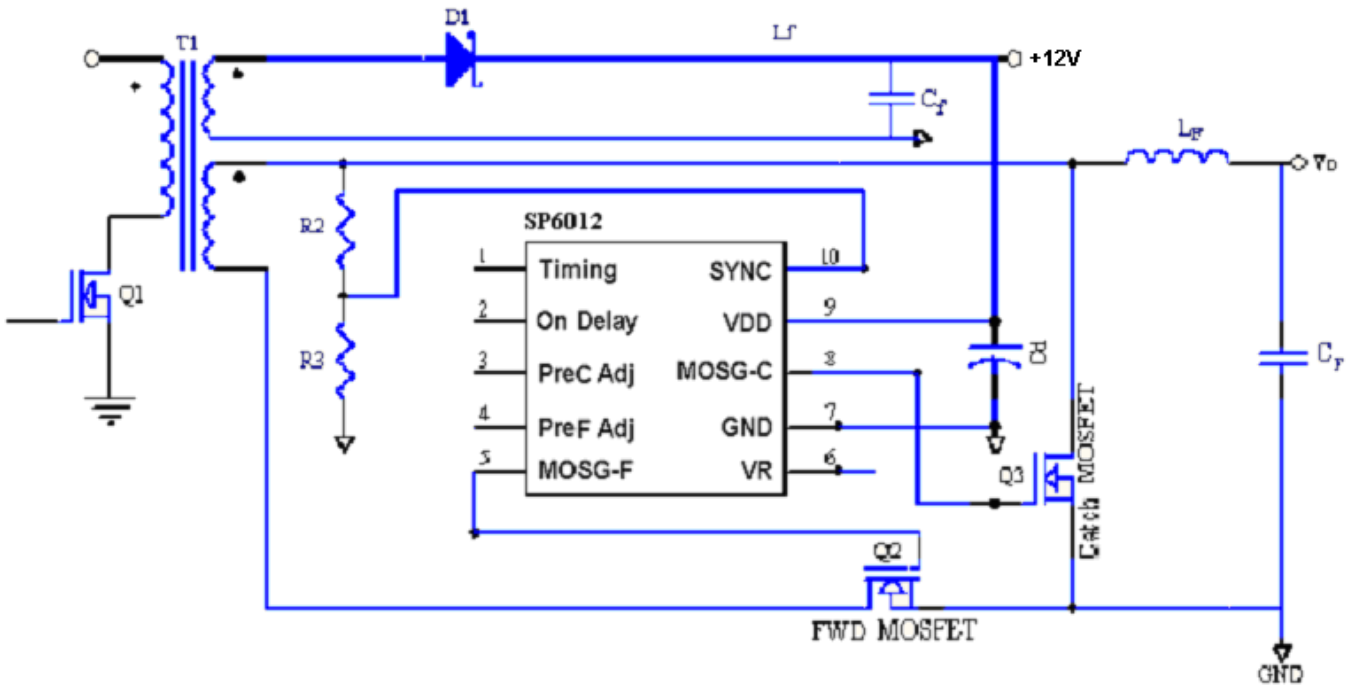 D1
T1
Lf
+12V
Cf
LF
VD
R2
SP6012
1 Timing
SYNC 10
Q1
2 On Delay
VDD 9
R3
3 PreC Adj
MOSG-C 8
Cd
CF
4 PreF Adj
GND 7
5 MOSG-F
VR 6
Q3
Catch MOSFET
Q2
FWD MOSFET
GND